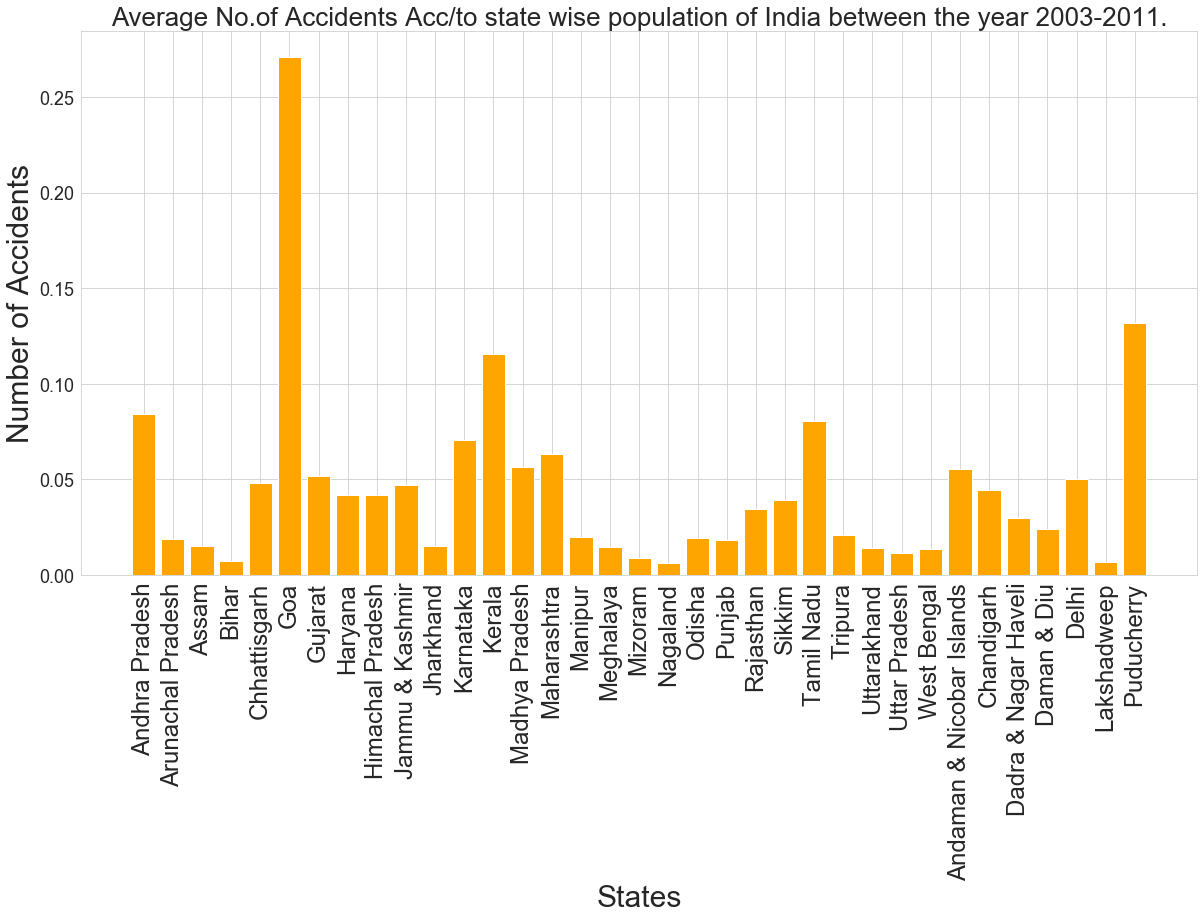 Average No.of Accidents Acc/to state wise population of India between the year 2003-2011.
Number of Accidents
0.25
0.20
0.15
0.10
0.05
0.00
Andhra Pradesh
Arunachal Pradesh
Assam
Bihar
Chhattisgarh
Goa
Gujarat
Haryana
Himachal Pradesh
Jammu & Kashmir
Jharkhand
Karnataka
Kerala
Madhya Pradesh
Maharashtra
Manipur
Meghalaya
Mizoram
Nagaland
Odisha
Punjab
Rajasthan
Sikkim
Tamil Nadu
Tripura
Uttarakhand
Uttar Pradesh
West Bengal
Andaman & Nicobar Islands
Chandigarh
Dadra & Nagar Haveli
Daman & Diu
Delhi
Lakshadweep
Puducherry
States